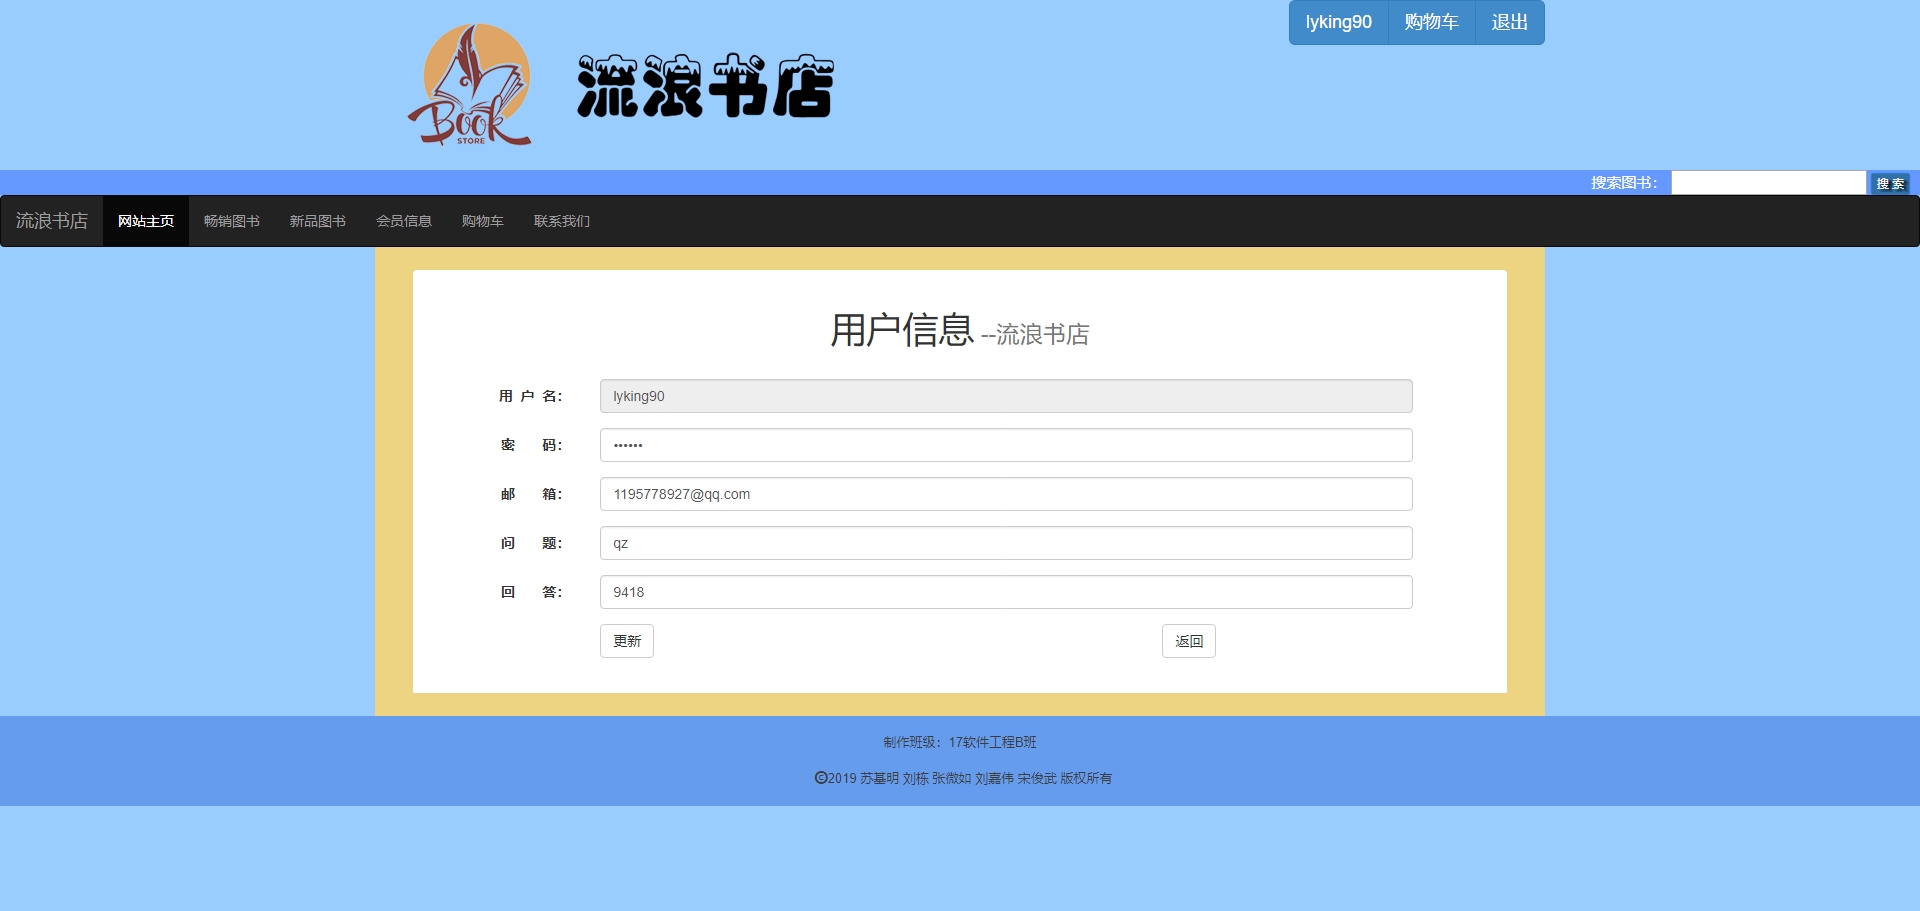 lyking90 购物车 退出
Book
STORE
流浪书店
搜索图书：
搜 索
流浪书店 网站主页 畅销图书 新品图书 会员信息 购物车 联系我们
用户信息 --流浪书店
用 户 名： lyking90
密 码： ••••••
邮 箱： 1195778927@qq.com
问 题： qz
回 答： 9418
更新 返回
制作班级：17软件工程B班
©2019 苏基明 刘栋 张微如 刘嘉伟 宋俊武 版权所有